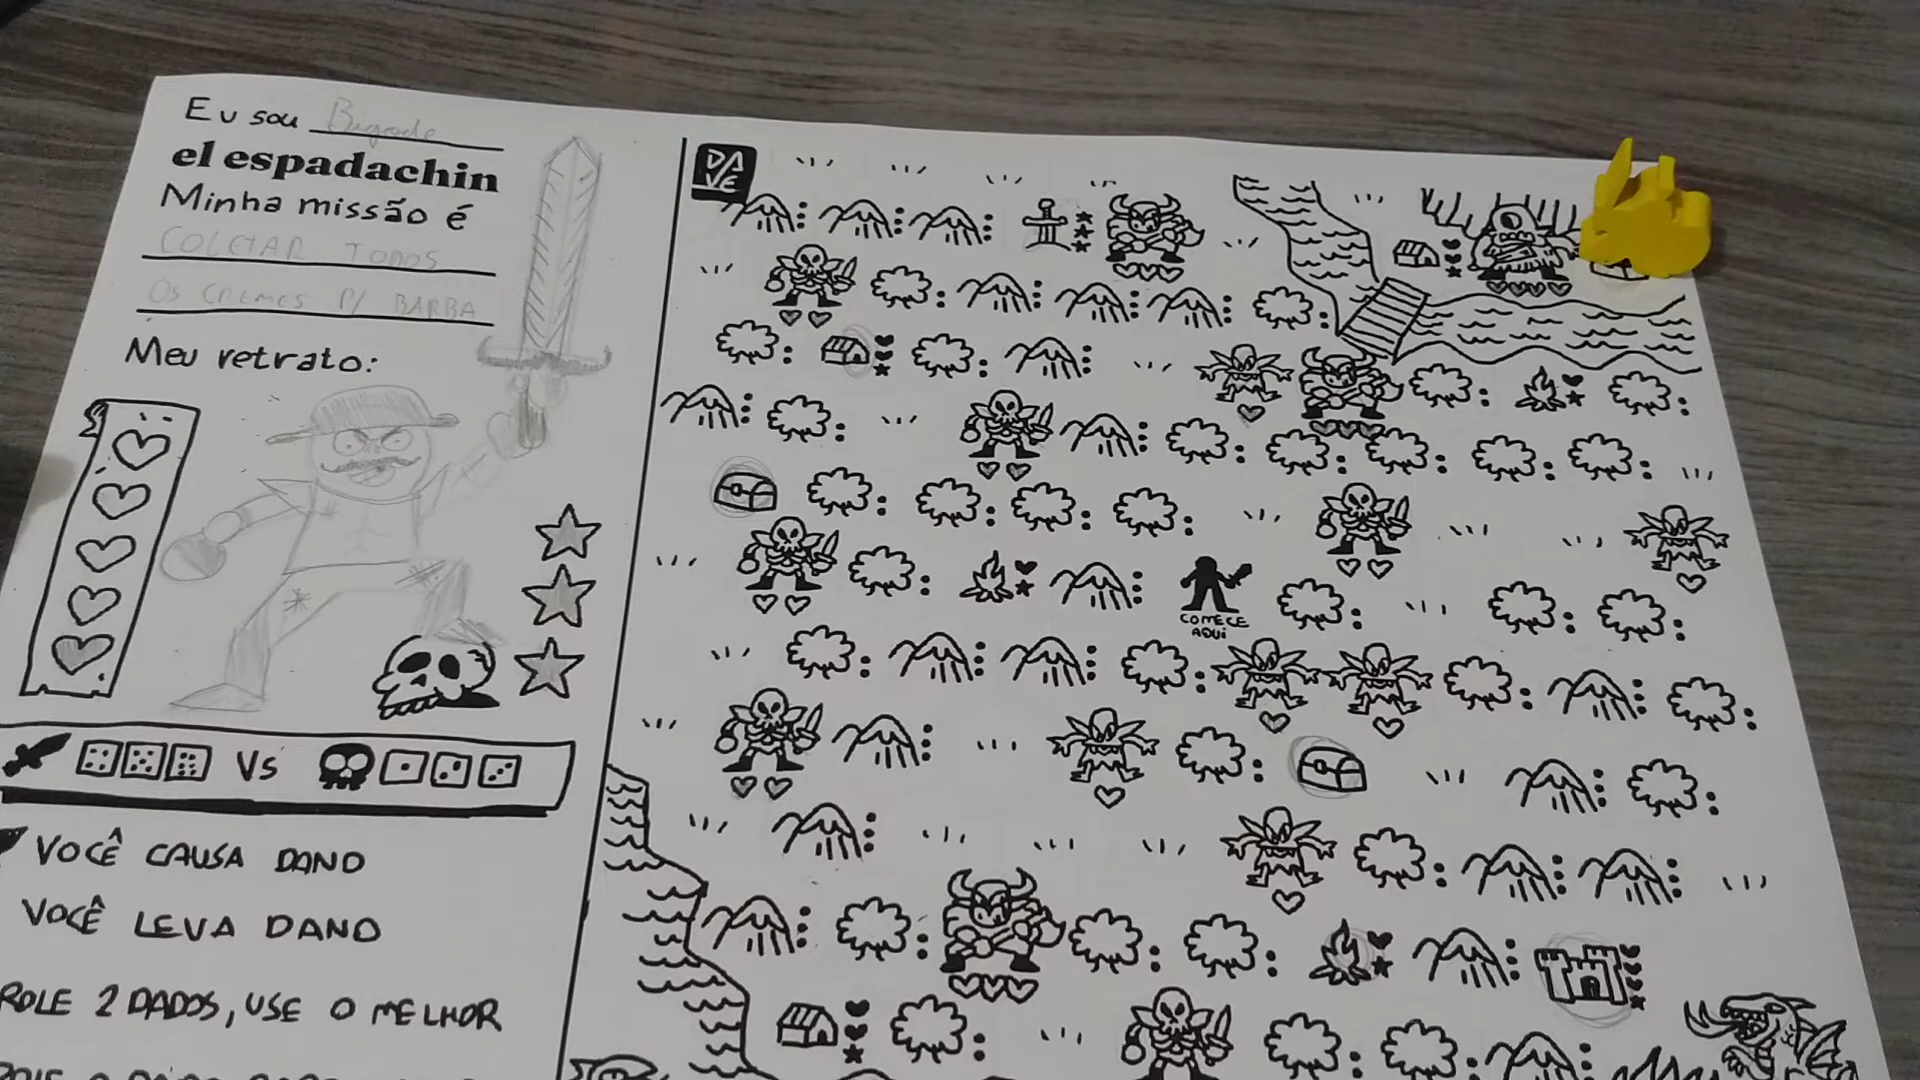 Eu sou Bigode
el espadachin
Minha missão é
COLETAR TODOS
OS CREMES P/ BARBA
Meu retrato:
VS
VOCÊ CAUSA DANO
VOCÊ LEVA DANO
ROLE 2 DADOS, USE O MELHOR
DAVE
COMECE
AQUI